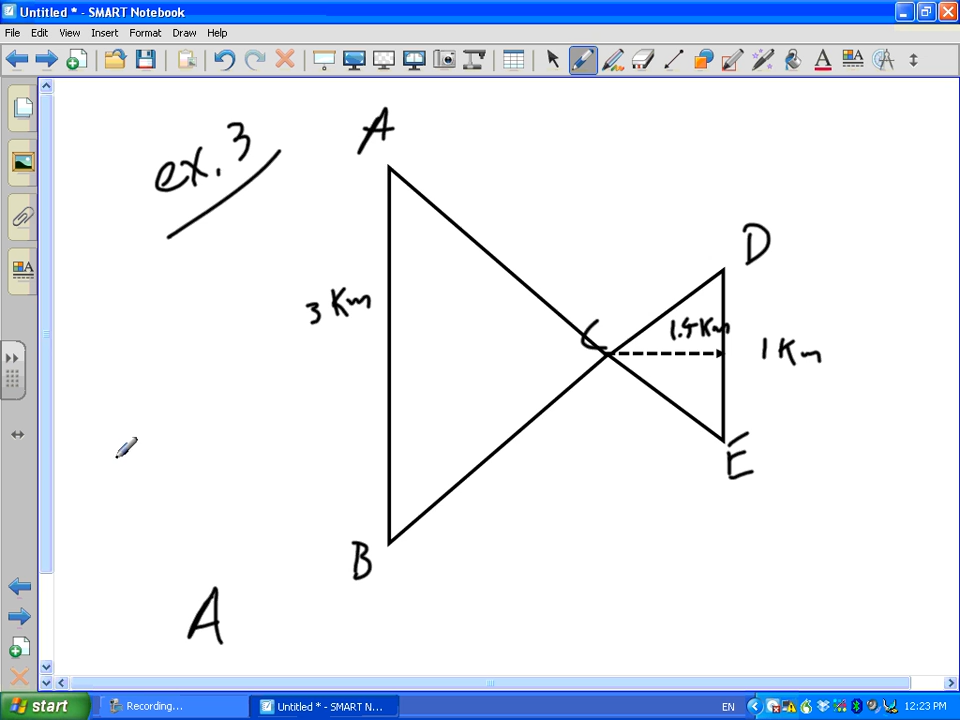 Untitled * - SMART Notebook
File Edit View Insert Format Draw Help
ex. 3
A
D
3 Km
C
1.5 Km
1 Km
E
B
A
start
Recording...
Untitled * - SMART N...
EN
12:23 PM